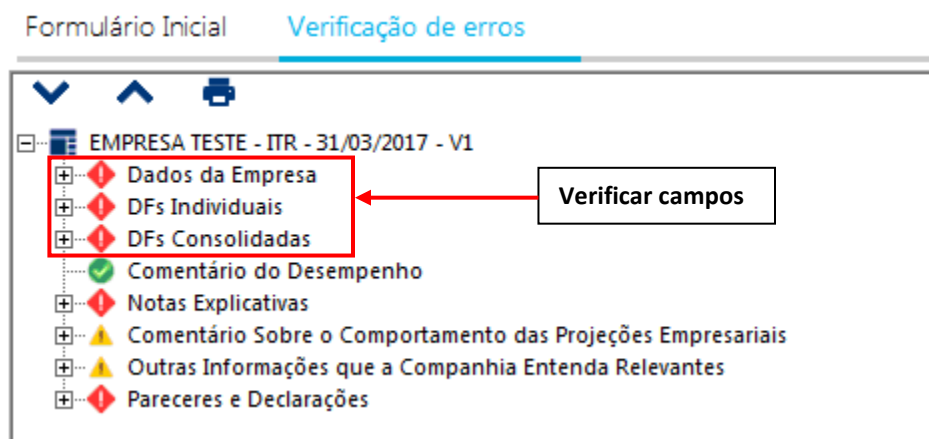 Formulário Inicial Verificação de erros
EMPRESA TESTE - ITR - 31/03/2017 - V1
Dados da Empresa
DFs Individuais
Verificar campos
DFs Consolidadas
Comentário do Desempenho
Notas Explicativas
Comentário Sobre o Comportamento das Projeções Empresariais
Outras Informações que a Companhia Entenda Relevantes
Pareceres e Declarações